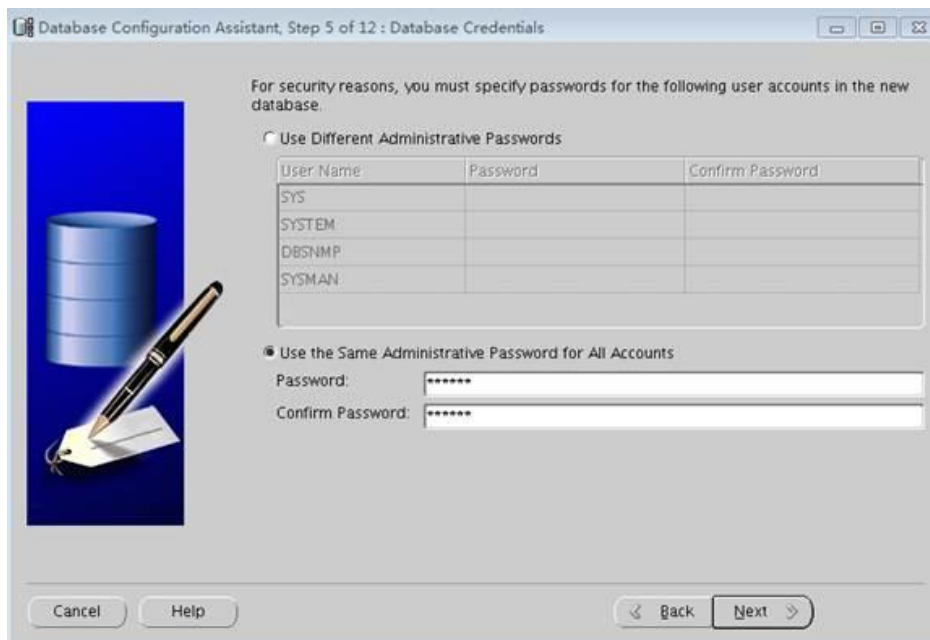 Database Configuration Assistant, Step 5 of 12 : Database Credentials
For security reasons, you must specify passwords for the following user accounts in the new
database.
Use Different Administrative Passwords
User Name Password Confirm Password
SYS
SYSTEM
DBSNMP
SYSMAN
Use the Same Administrative Password for All Accounts
Password: ******
Confirm Password: ******
Cancel Help Back Next